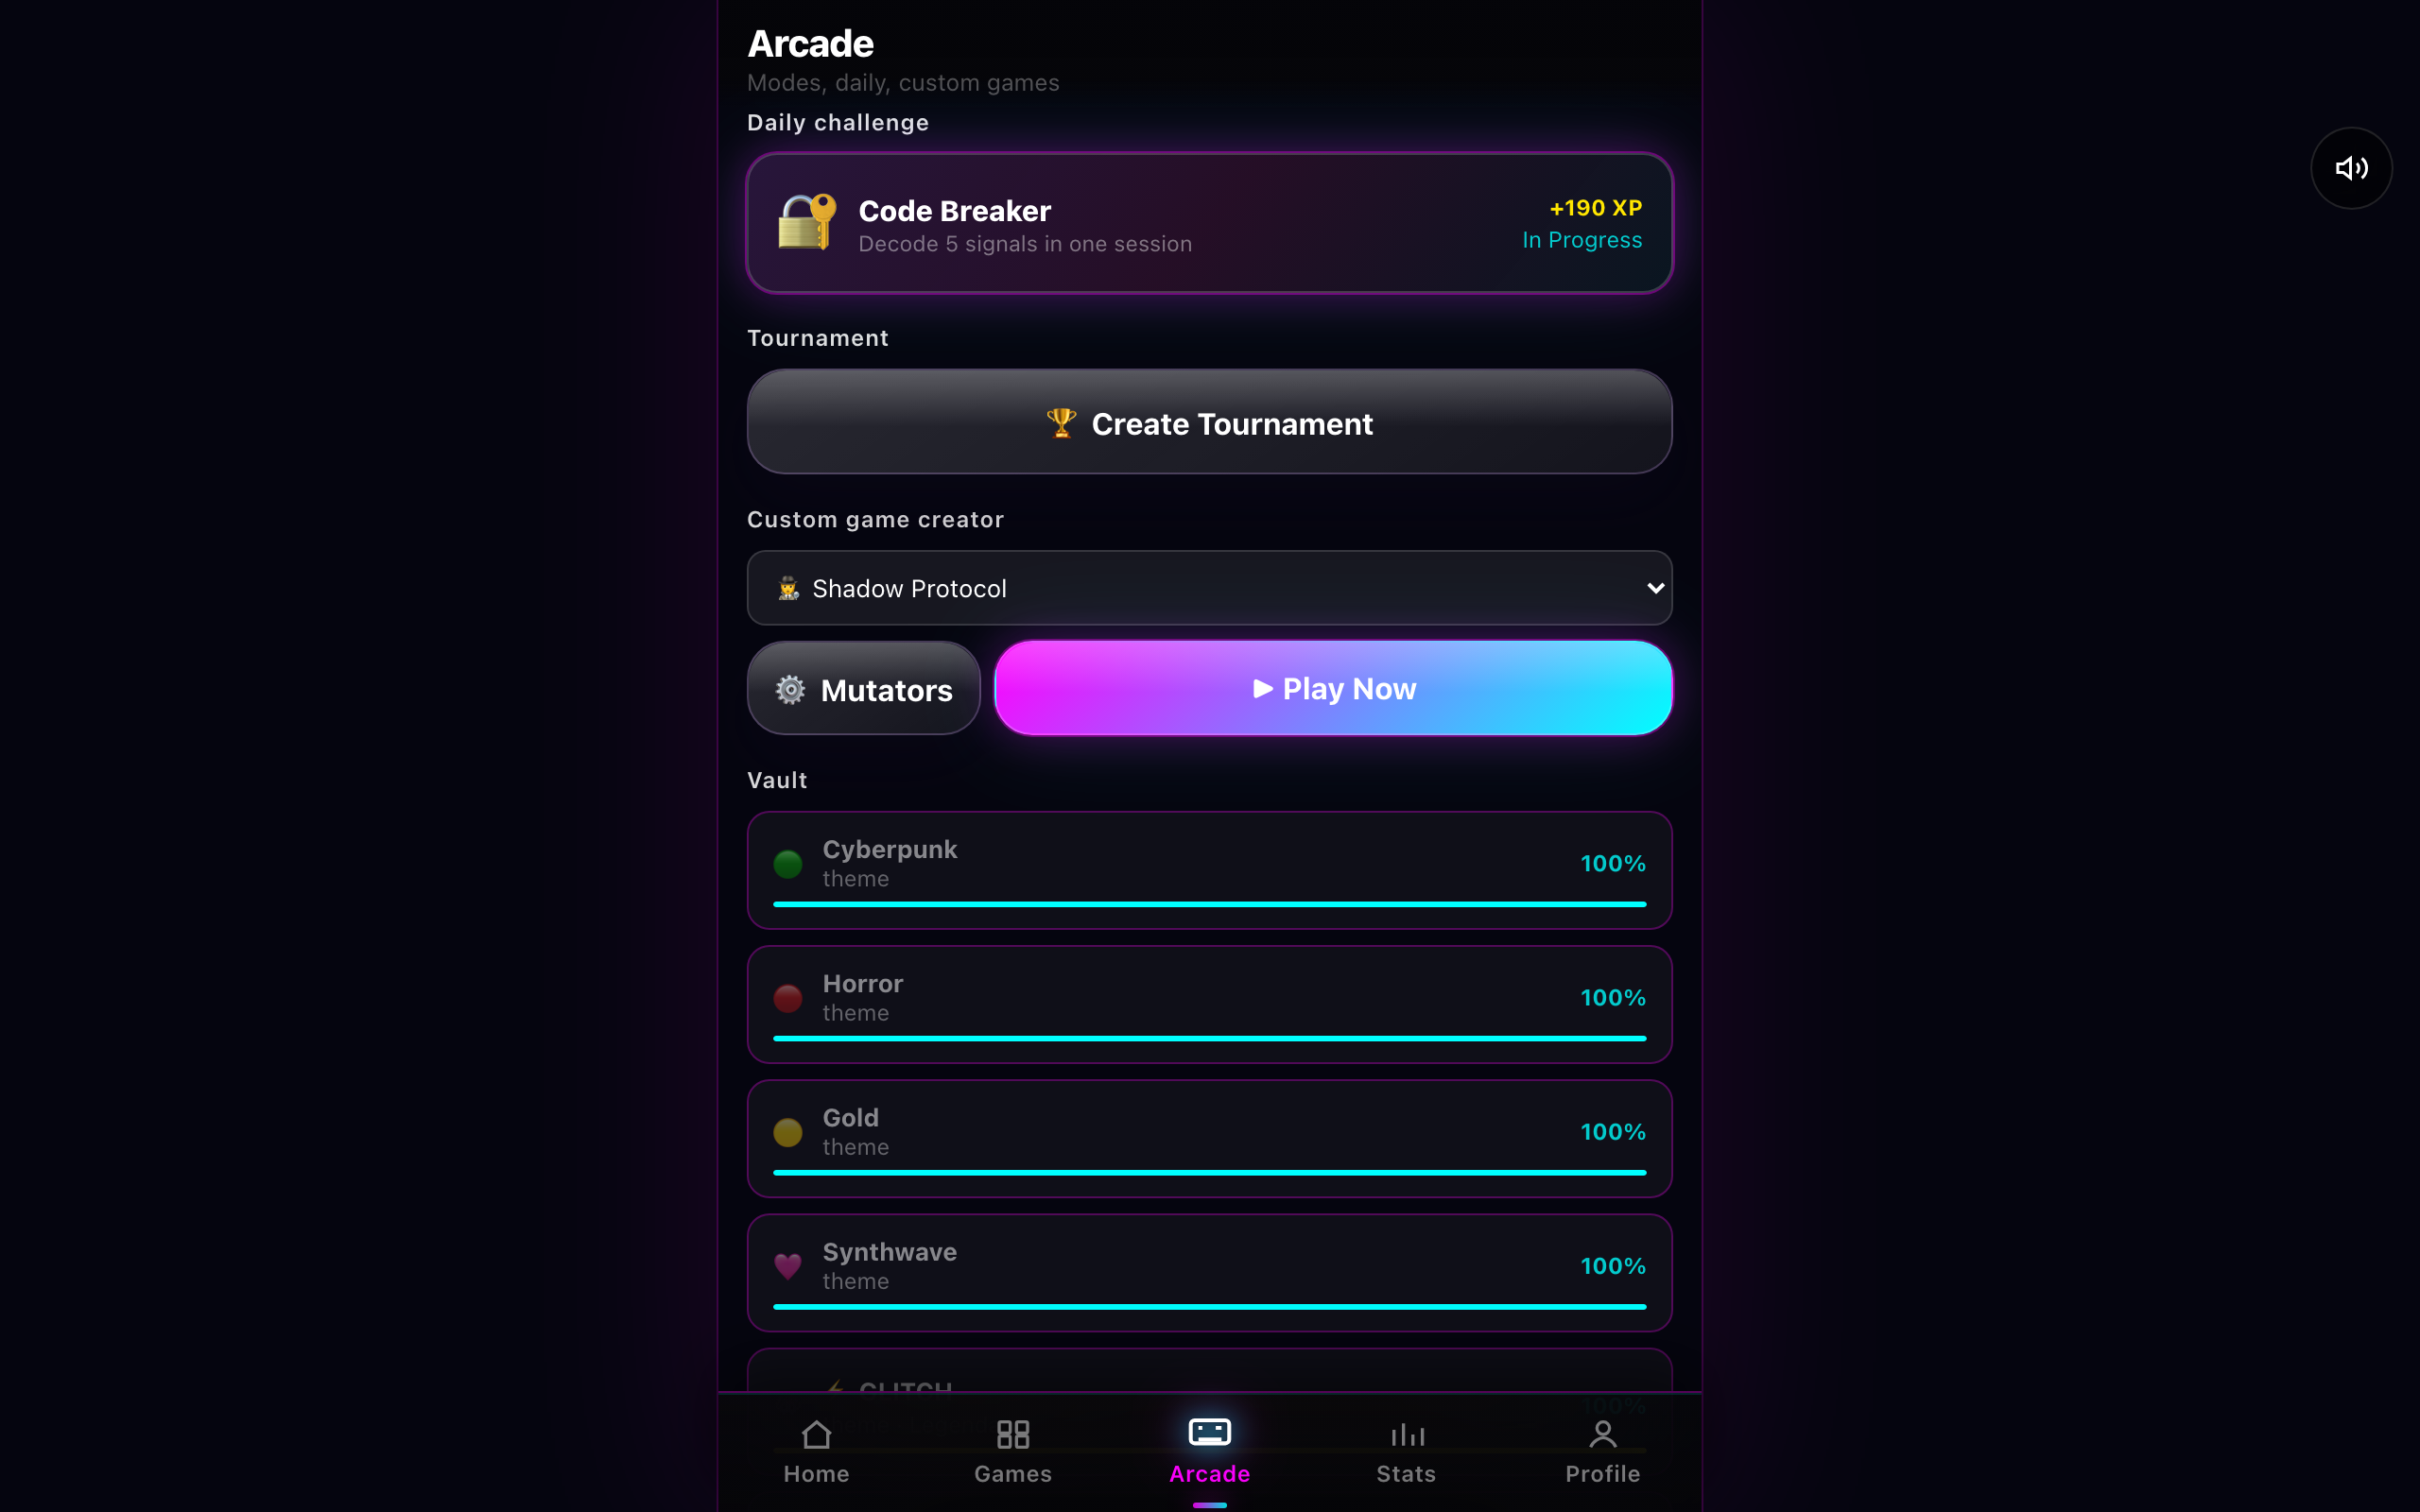 Arcade
Modes, daily, custom games
Daily challenge
Code Breaker
Decode 5 signals in one session
+190 XP
In Progress
Tournament
🏆 Create Tournament
Custom game creator
🕵️ Shadow Protocol
⚙️ Mutators
▶ Play Now
Vault
Cyberpunk
theme
100%
Horror
theme
100%
Gold
theme
100%
Synthwave
theme
100%
⚡ GLITCH
100%
Home
Games
Arcade
Stats
Profile